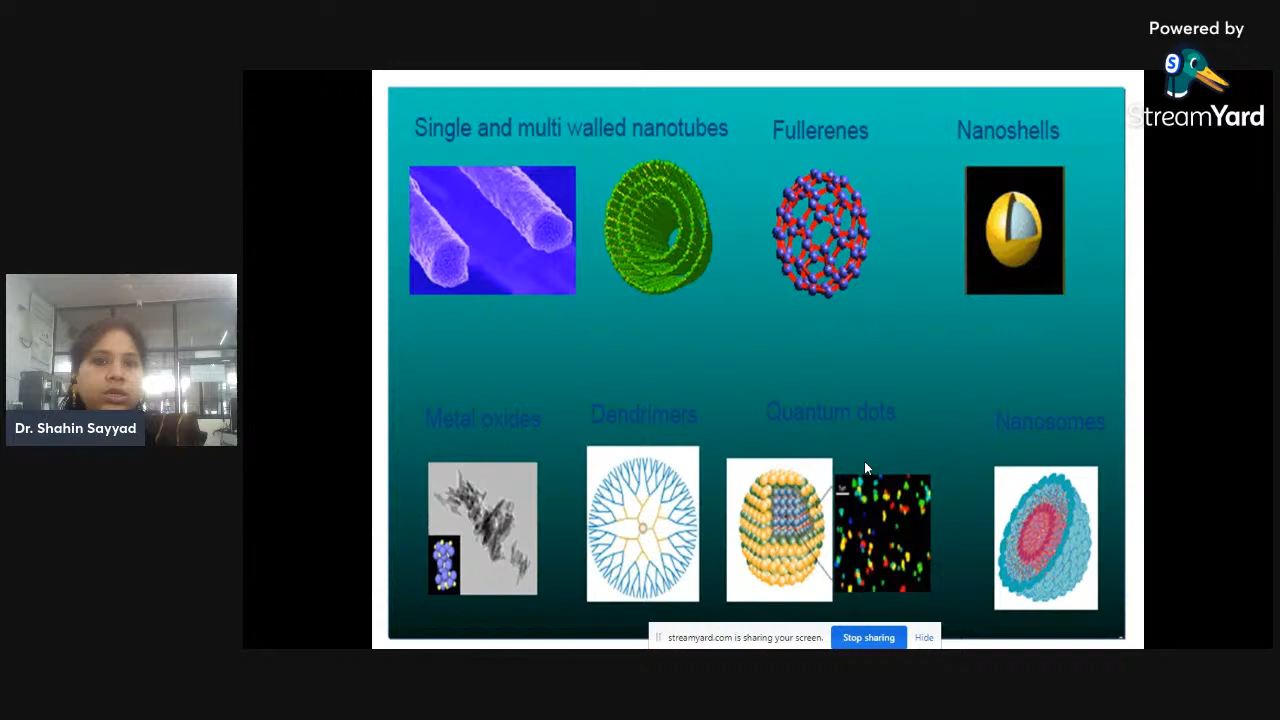 Powered by
StreamYard
Single and multi walled nanotubes
Fullerenes
Nanoshells
Metal oxides
Dendrimers
Quantum dots
Nanosomes
Dr. Shahin Sayyad
streamyard.com is sharing your screen.
Stop sharing
Hide